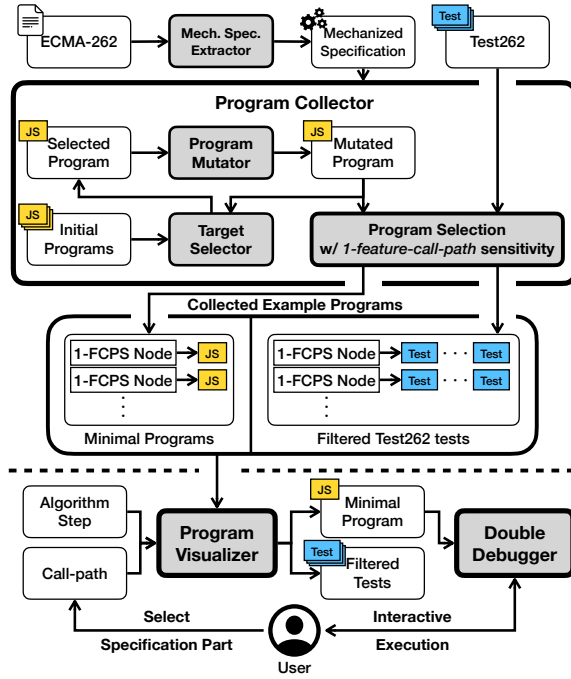 ECMA-262
Mech. Spec.
Extractor
Mechanized
Specification
Test
Test262
Program Collector
JS
Selected
Program
Program
Mutator
JS
Mutated
Program
JS
Initial
Programs
Target
Selector
Program Selection
w/ 1-feature-call-path sensitivity
Collected Example Programs
1-FCPS Node
JS
1-FCPS Node
JS
⋮
Minimal Programs
1-FCPS Node
Test
· · ·
Test
1-FCPS Node
Test
· · ·
Test
⋮
Filtered Test262 tests
Algorithm
Step
Call-path
Program
Visualizer
JS
Minimal
Program
Test
Filtered
Tests
Double
Debugger
Select
Specification Part
User
Interactive
Execution